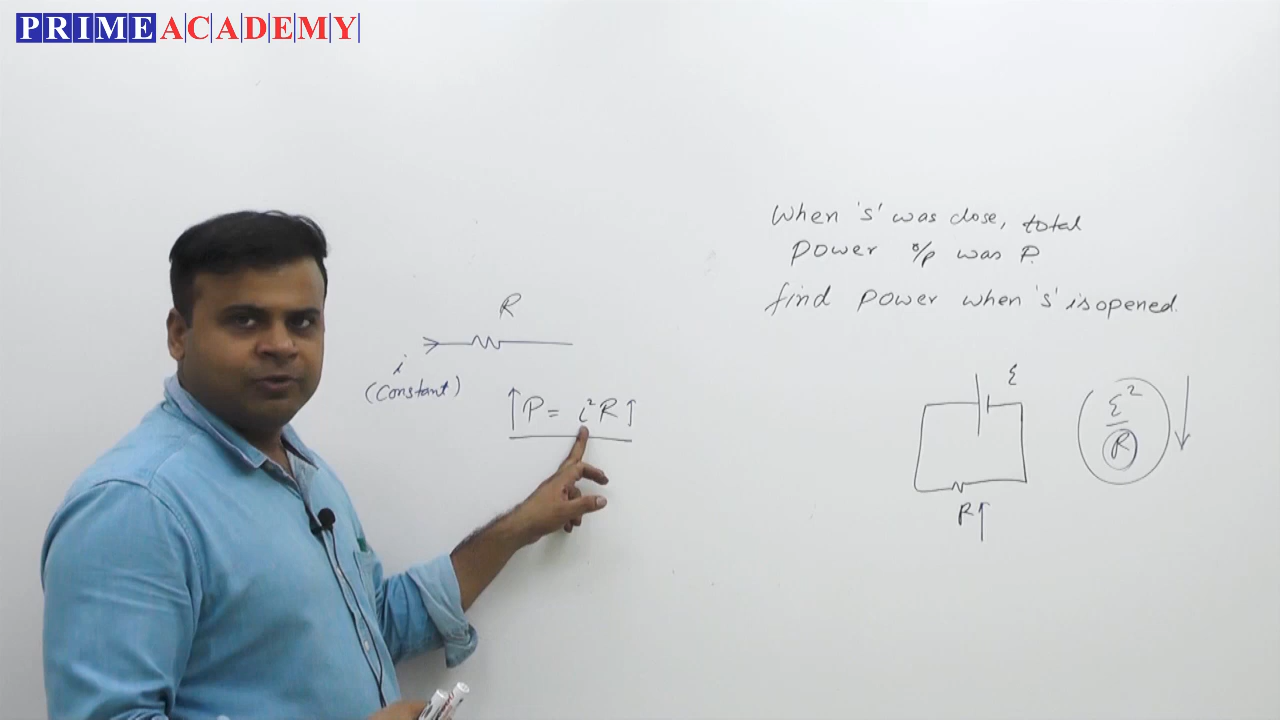 PRIME ACADEMY
When 's' was close, total
power o/p was P.
find power when 's' is opened.
R
i
(Constant)
↑P = i²R↑
ε
ε²
R
↓
R↑